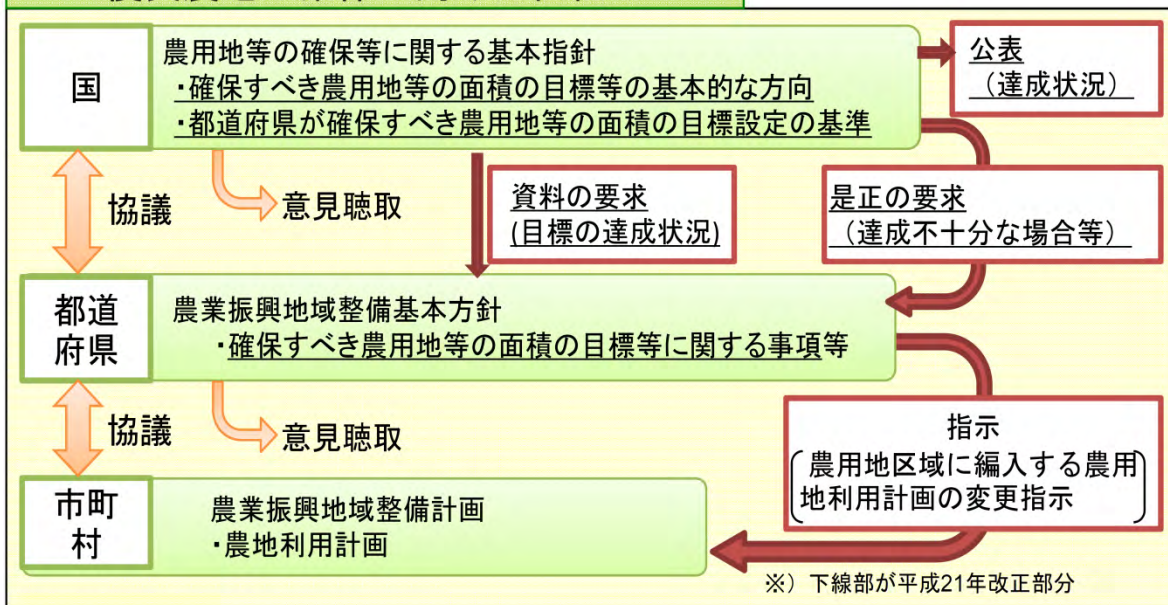 国
農用地等の確保等に関する基本指針
・確保すべき農用地等の面積の目標等の基本的な方向
・都道府県が確保すべき農用地等の面積の目標設定の基準
公表
（達成状況）
協議
意見聴取
資料の要求
(目標の達成状況)
是正の要求
（達成不十分な場合等）
都道
府県
農業振興地域整備基本方針
・確保すべき農用地等の面積の目標等に関する事項等
協議
意見聴取
指示
農用地区域に編入する農用
地利用計画の変更指示
市町
村
農業振興地域整備計画
・農地利用計画
※）下線部が平成21年改正部分